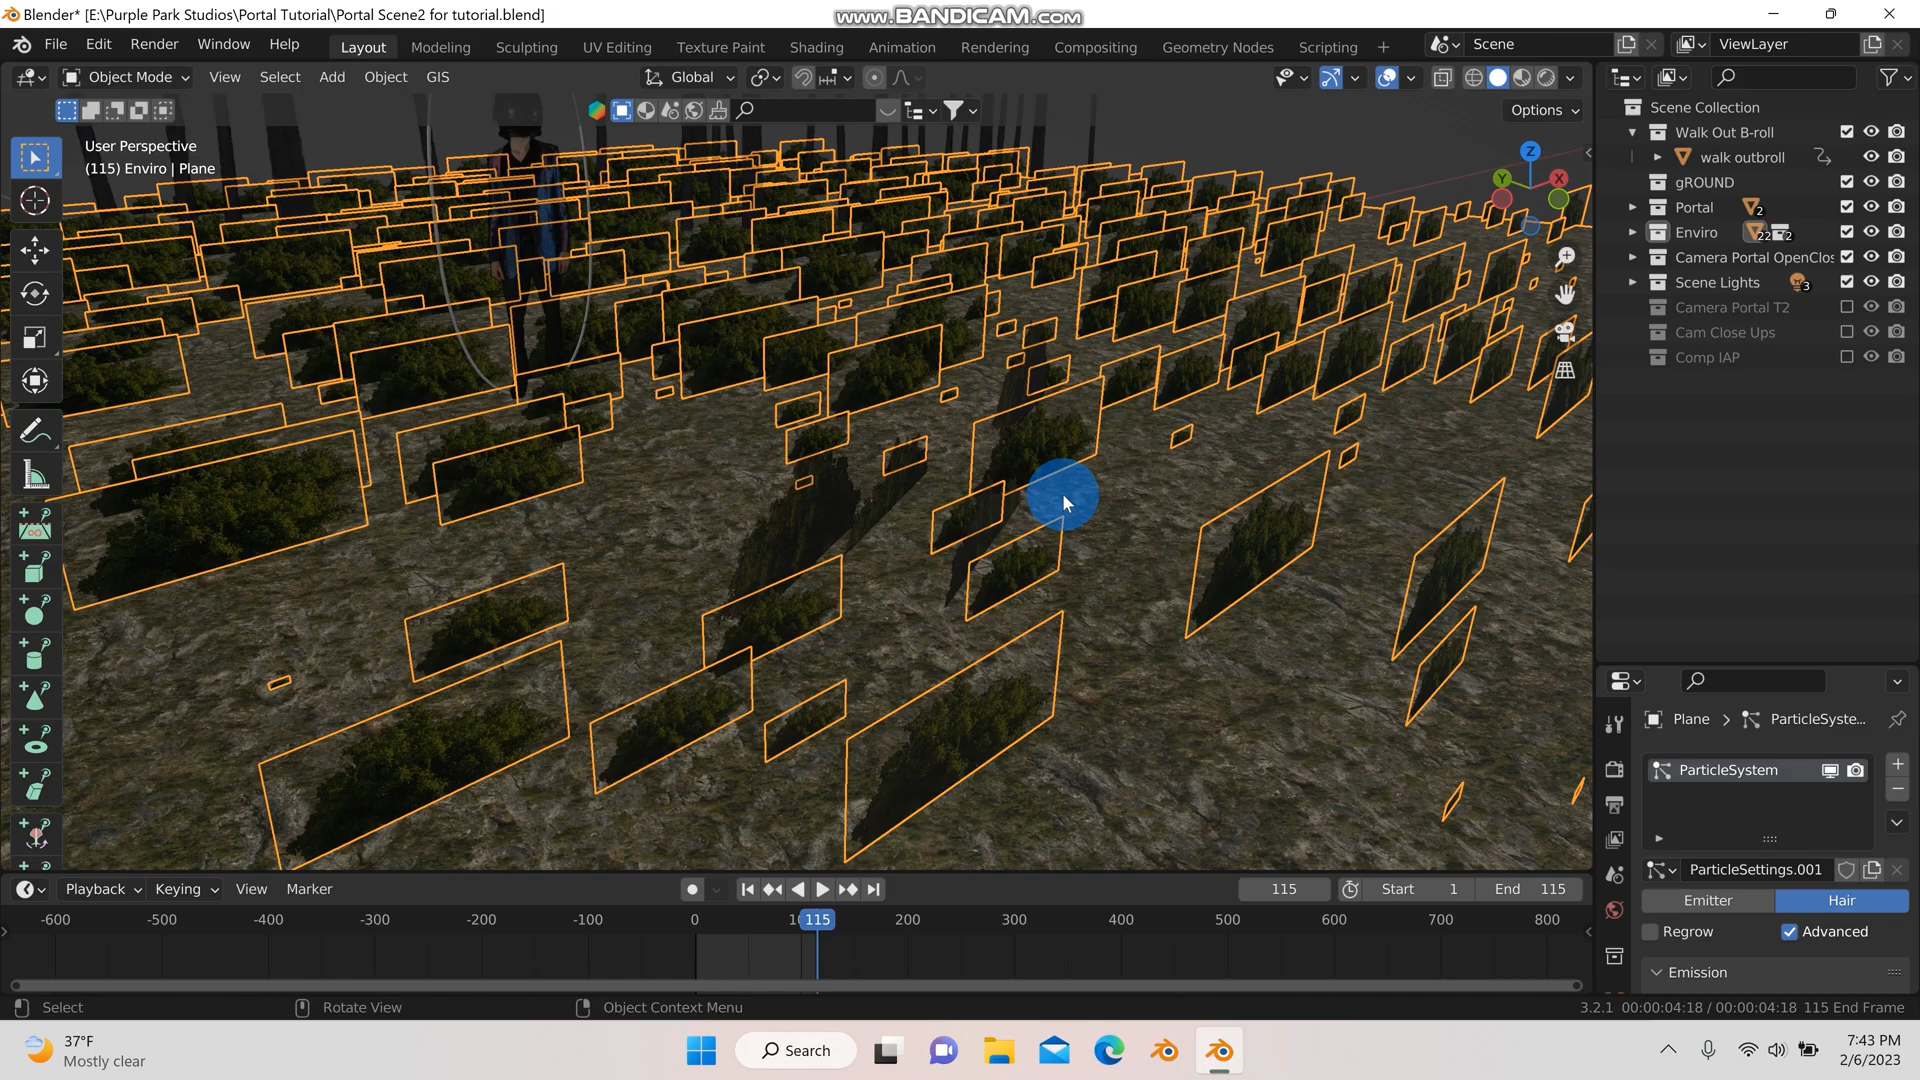 Blender* [E:\Purple Park Studios\Portal Tutorial\Portal Scene2 for tutorial.blend]
www.BANDICAM.com
File Edit Render Window Help Layout Modeling Sculpting UV Editing Texture Paint Shading Animation Rendering Compositing Geometry Nodes Scripting + Scene ViewLayer
Object Mode View Select Add Object GIS Global
Options
User Perspective
(115) Enviro | Plane
Z
Y X
Scene Collection
Walk Out B-roll
walk outbroll
gROUND
Portal 2
Enviro 22 2
Camera Portal OpenClos
Scene Lights 3
Camera Portal T2
Cam Close Ups
Comp IAP
Plane > ParticleSyste...
ParticleSystem
ParticleSettings.001
Emitter Hair
Regrow Advanced
Emission
Playback Keying View Marker 115 Start 1 End 115
-600 -500 -400 -300 -200 -100 0 115 200 300 400 500 600 700 800
Select Rotate View Object Context Menu 3.2.1 00:00:04:18 / 00:00:04:18 115 End Frame
37°F
Mostly clear
Search
7:43 PM
2/6/2023